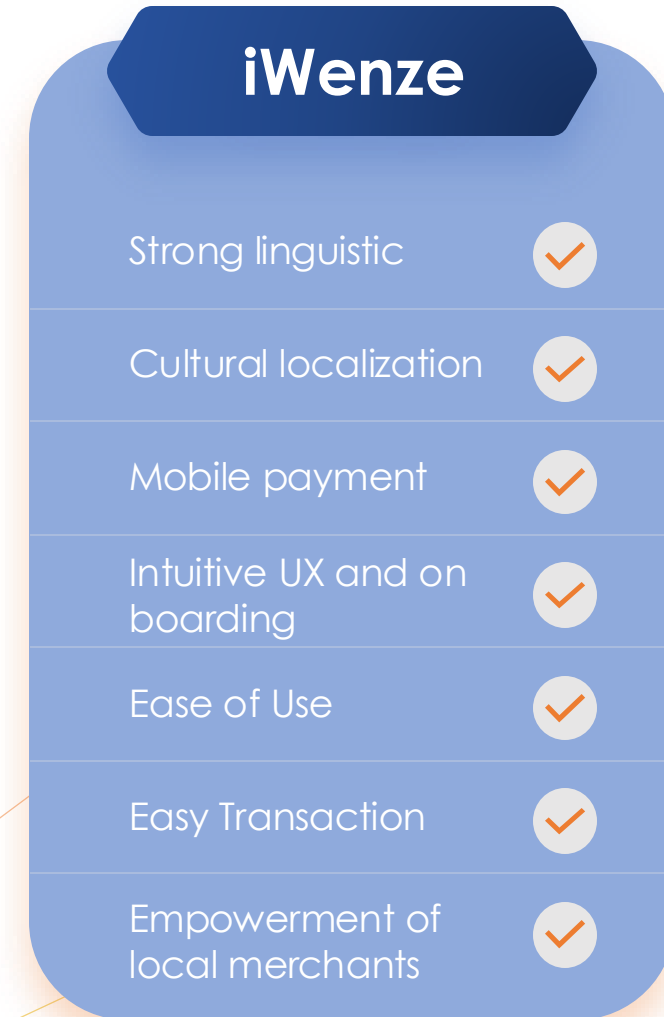 iWenze
Strong linguistic
Cultural localization
Mobile payment
Intuitive UX and on
boarding
Ease of Use
Easy Transaction
Empowerment of
local merchants